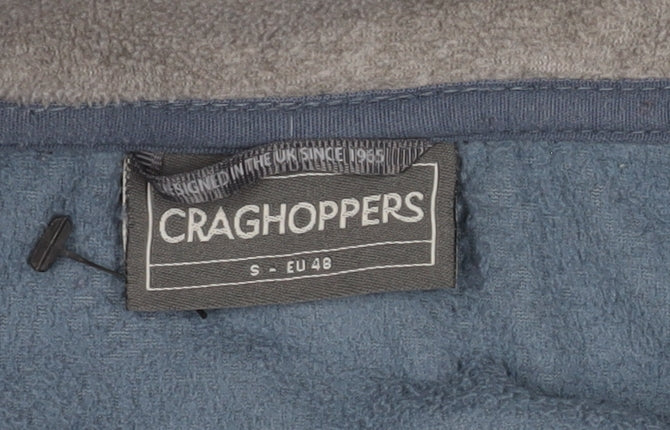 DESIGNED IN THE UK SINCE 1965
CRAGHOPPERS
S - EU 48